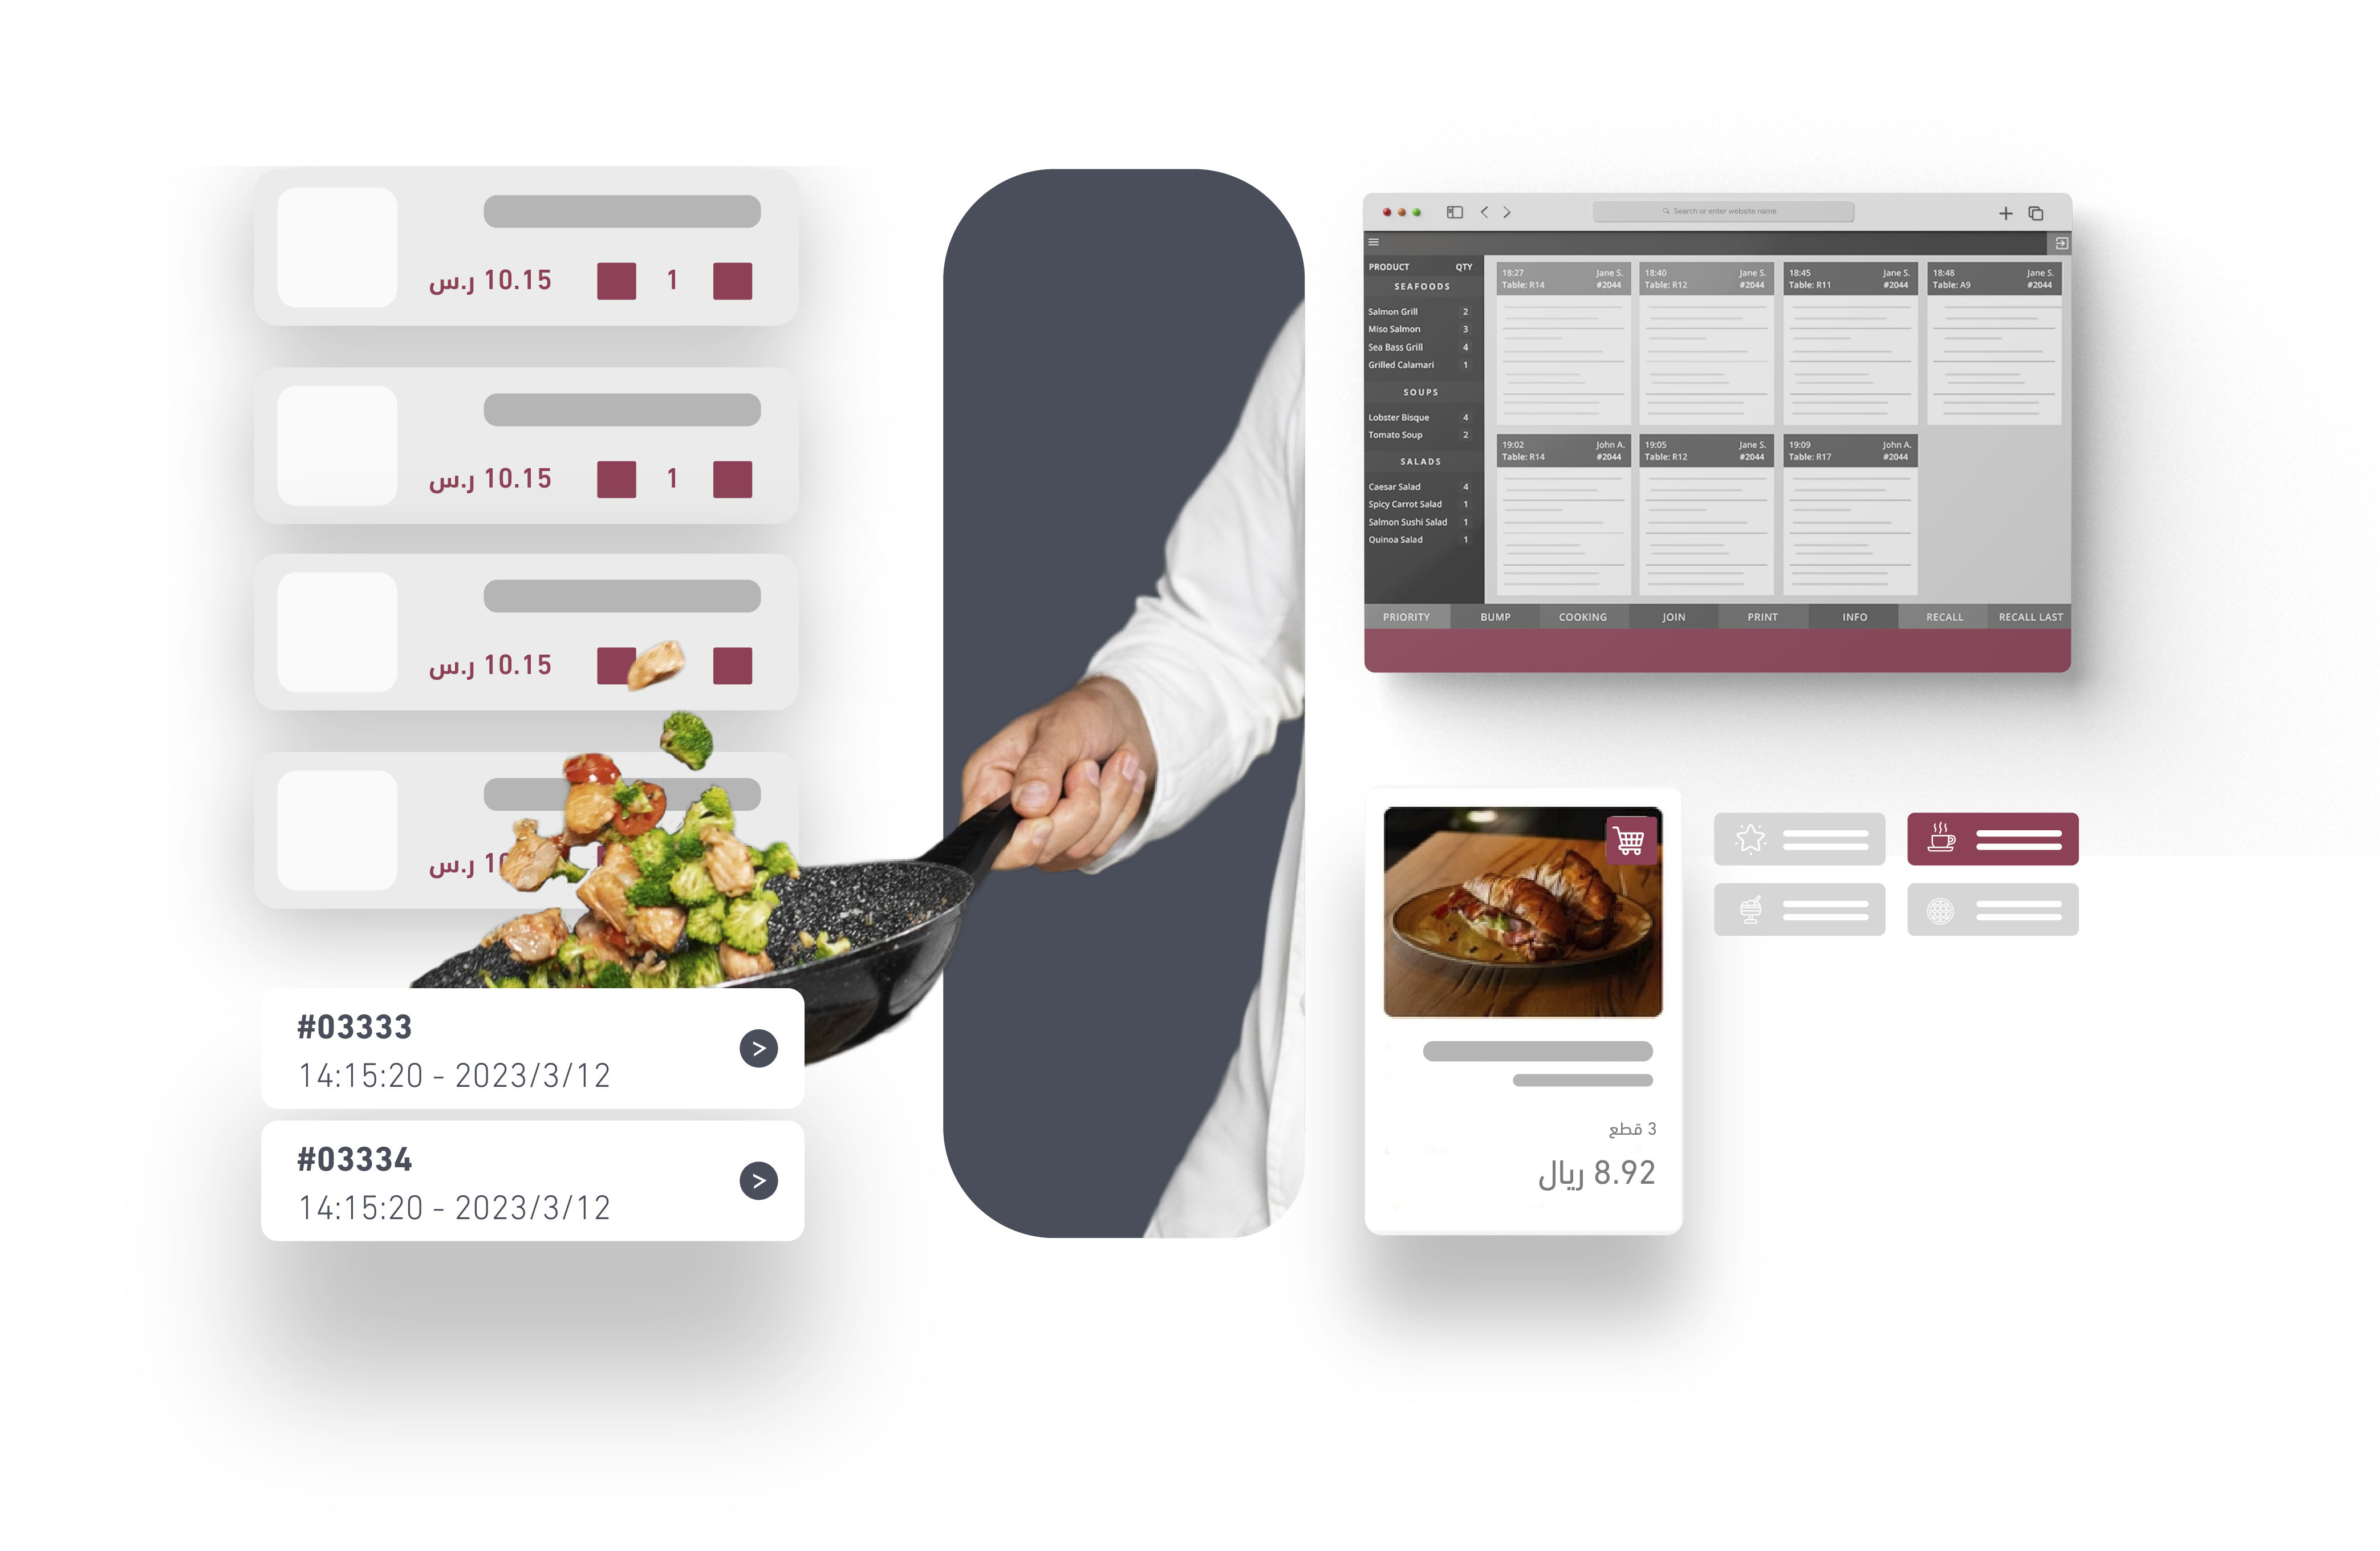 10.15 ر.س
1
10.15 ر.س
1
10.15 ر.س
ر.س
#03333
14:15:20 - 2023/3/12
#03334
14:15:20 - 2023/3/12
Search or enter website name
PRODUCT QTY
SEAFOODS
Salmon Grill 2
Miso Salmon 3
Sea Bass Grill 4
Grilled Calamari 1
SOUPS
Lobster Bisque 4
Tomato Soup 2
SALADS
Caesar Salad 4
Spicy Carrot Salad 1
Salmon Sushi Salad 1
Quinoa Salad 1
18:27 Jane S.
Table: R14 #2044
18:40 Jane S.
Table: R12 #2044
18:45 Jane S.
Table: R11 #2044
18:48 Jane S.
Table: A9 #2044
19:02 John A.
Table: R14 #2044
19:05 Jane S.
Table: R12 #2044
19:09 John A.
Table: R17 #2044
PRIORITY BUMP COOKING JOIN PRINT INFO RECALL RECALL LAST
3 قطع
8.92 ريال